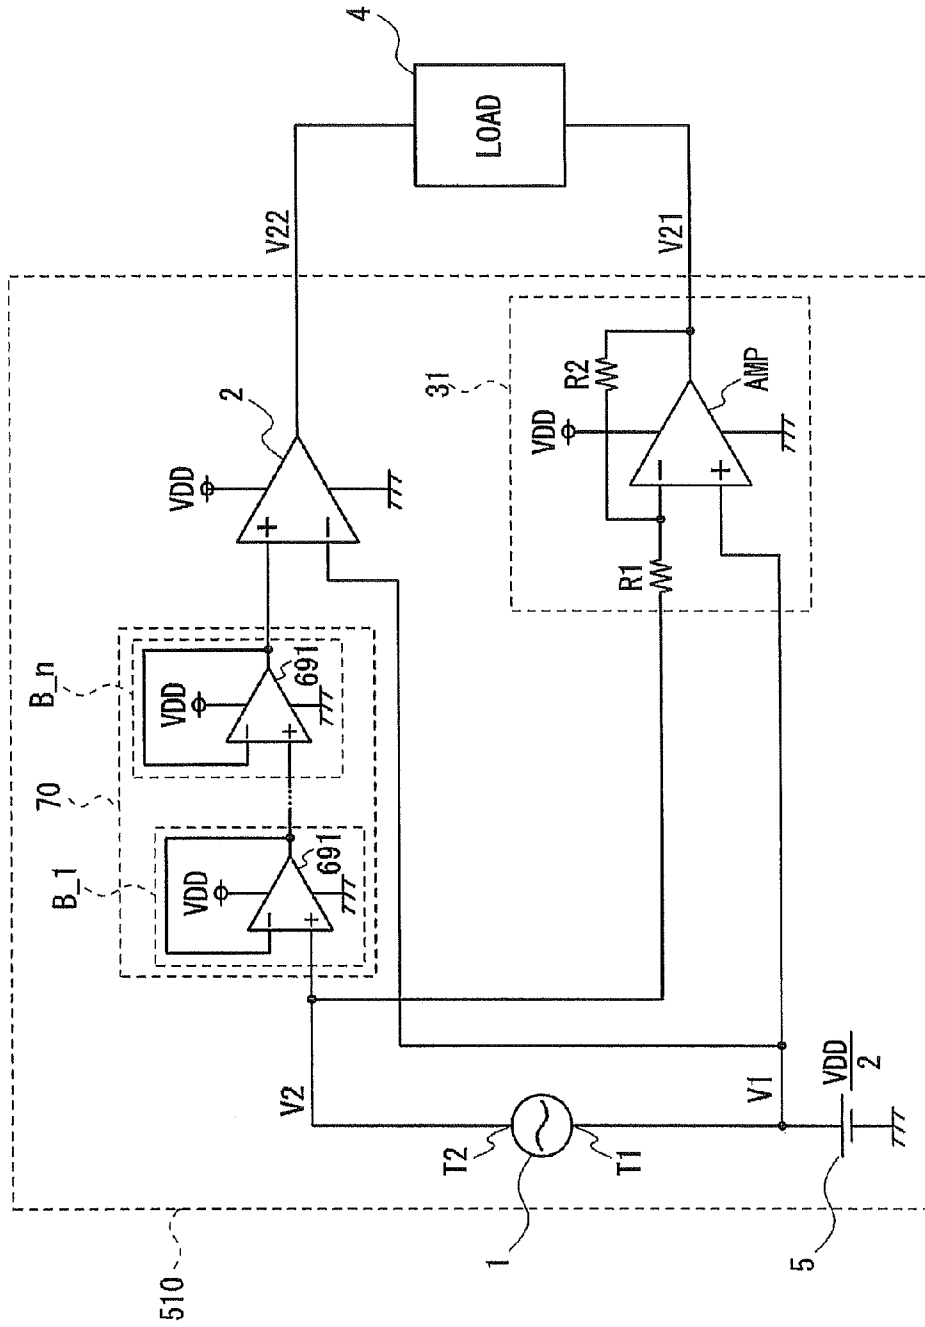 510
70
B_1
B_n
VDD
VDD
691
691
2
VDD
+
−
V22
4
LOAD
V2
T2
T1
1
31
VDD
R2
R1
−
+
AMP
V21
V1
VDD
2
5
−
+
−
+